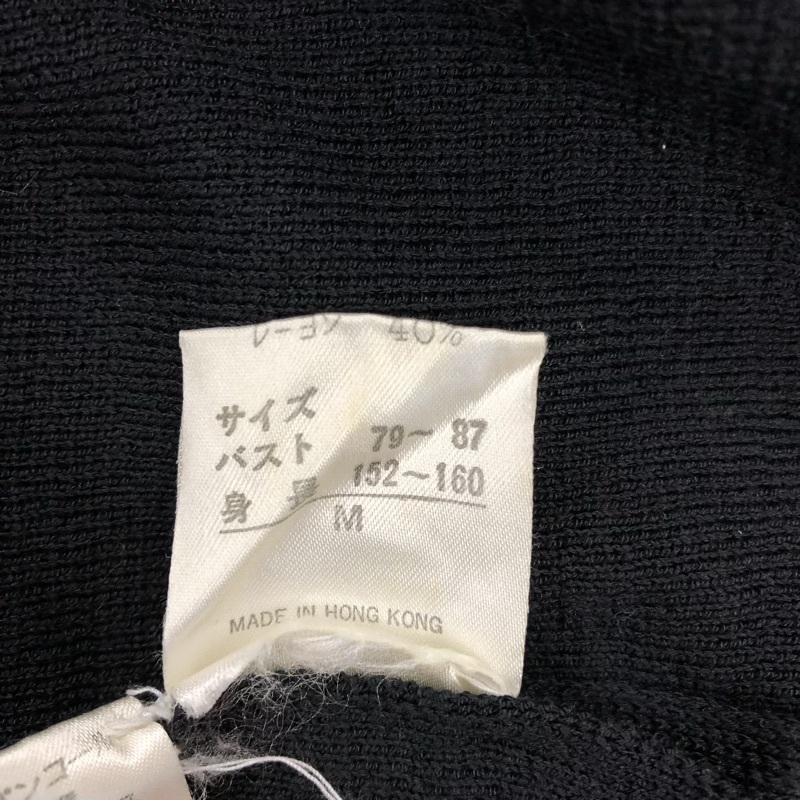 レーヨン 40%
サイズ
バスト 79〜87
身長 152〜160
M
MADE IN HONG KONG